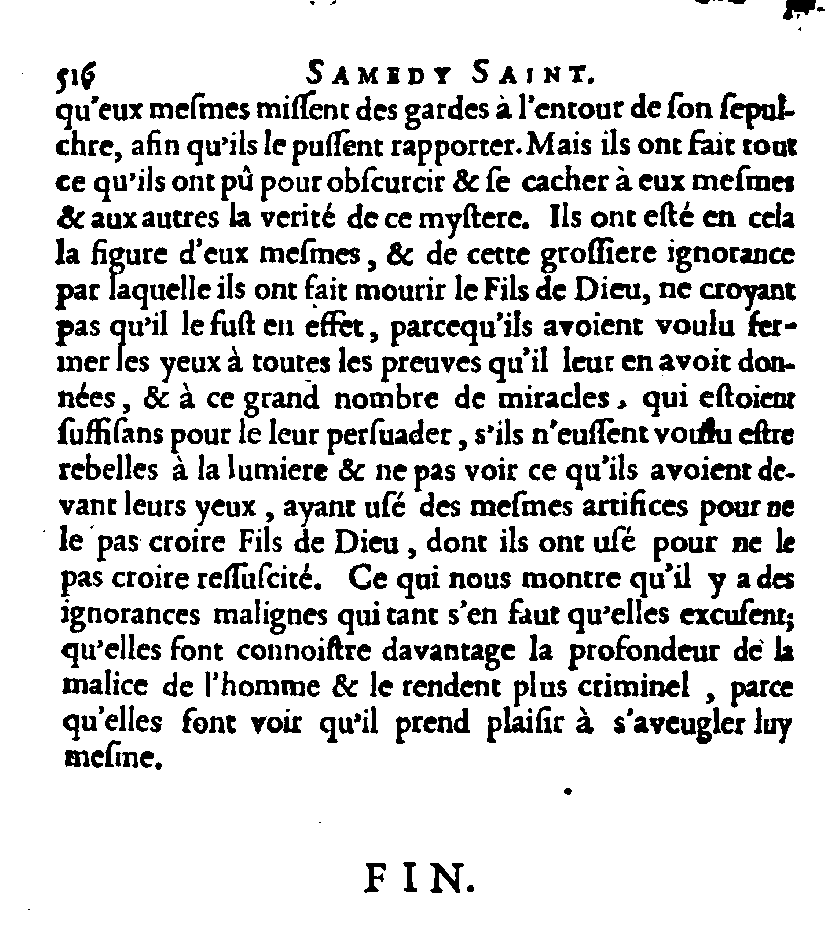 516 SAMEDY SAINT.
qu'eux meſmes miſſent des gardes à l'entour de ſon ſepul-
chre, afin qu'ils le puſſent rapporter. Mais ils ont fait tout
ce qu'ils ont pû pour obſcurcir & ſe cacher à eux meſmes
& aux autres la verité de ce myſtere. Ils ont eſté en cela
la figure d'eux meſmes, & de cette groſſiere ignorance
par laquelle ils ont fait mourir le Fils de Dieu, ne croyant
pas qu'il le fuſt en effet, parcequ'ils avoient voulu fer-
mer les yeux à toutes les preuves qu'il leur en avoit don-
nées, & à ce grand nombre de miracles, qui eſtoient
ſuffiſans pour le leur perſuader, s'ils n'euſſent voulu eſtre
rebelles à la lumiere & ne pas voir ce qu'ils avoient de-
vant leurs yeux, ayant uſé des meſmes artifices pour ne
le pas croire Fils de Dieu, dont ils ont uſé pour ne le
pas croire reſſuſcité. Ce qui nous montre qu'il y a des
ignorances malignes qui tant s'en faut qu'elles excuſent;
qu'elles font connoiſtre davantage la profondeur de la
malice de l'homme & le rendent plus criminel, parce
qu'elles font voir qu'il prend plaiſir à s'aveugler luy
meſme.
FIN.